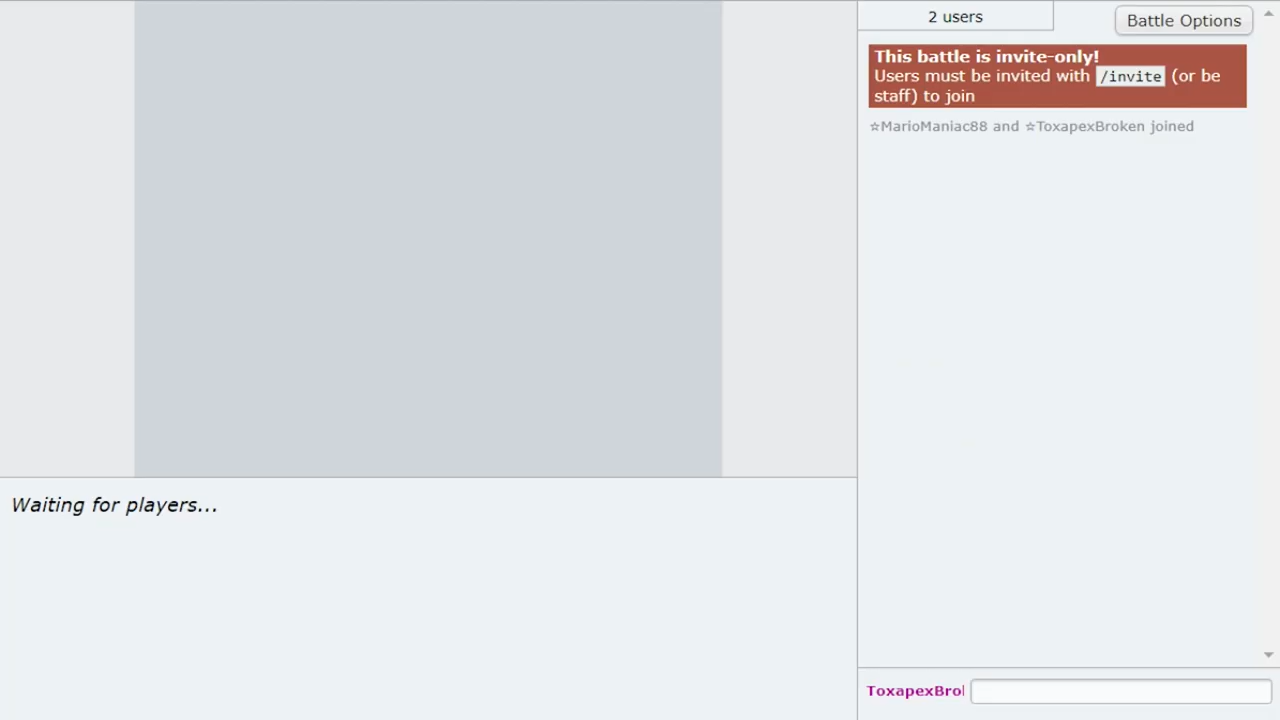 2 users
Battle Options
This battle is invite-only!
Users must be invited with /invite (or be
staff) to join
☆MarioManiac88 and ☆ToxapexBroken joined
Waiting for players...
ToxapexBro